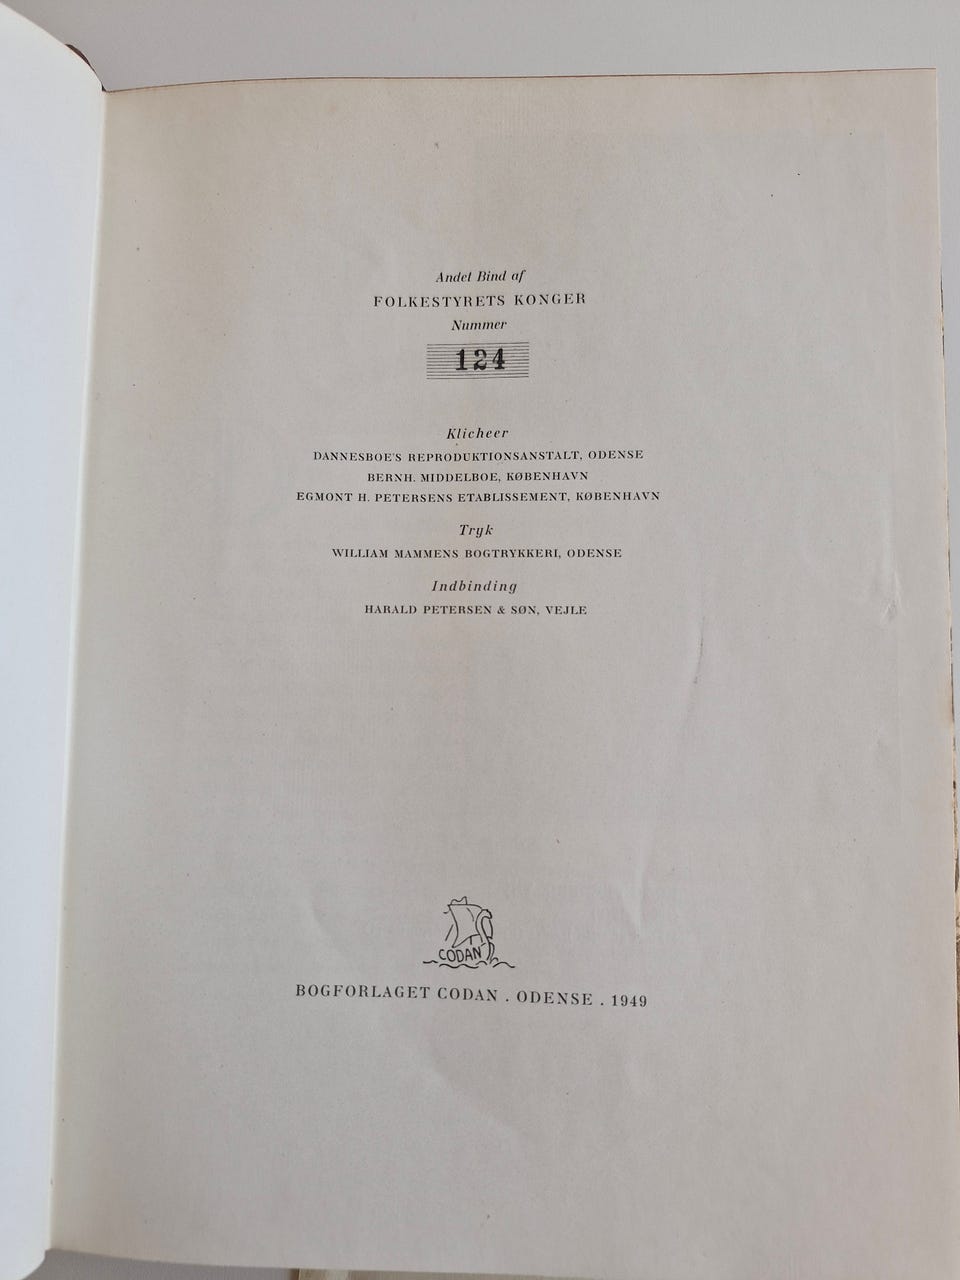 Andet Bind af
FOLKESTYRETS KONGER
Nummer
124
Klicheer
DANNESBOE'S REPRODUKTIONSANSTALT, ODENSE
BERNH. MIDDELBOE, KØBENHAVN
EGMONT H. PETERSENS ETABLISSEMENT, KØBENHAVN
Tryk
WILLIAM MAMMENS BOGTRYKKERI, ODENSE
Indbinding
HARALD PETERSEN & SØN, VEJLE
CODAN
BOGFORLAGET CODAN . ODENSE . 1949